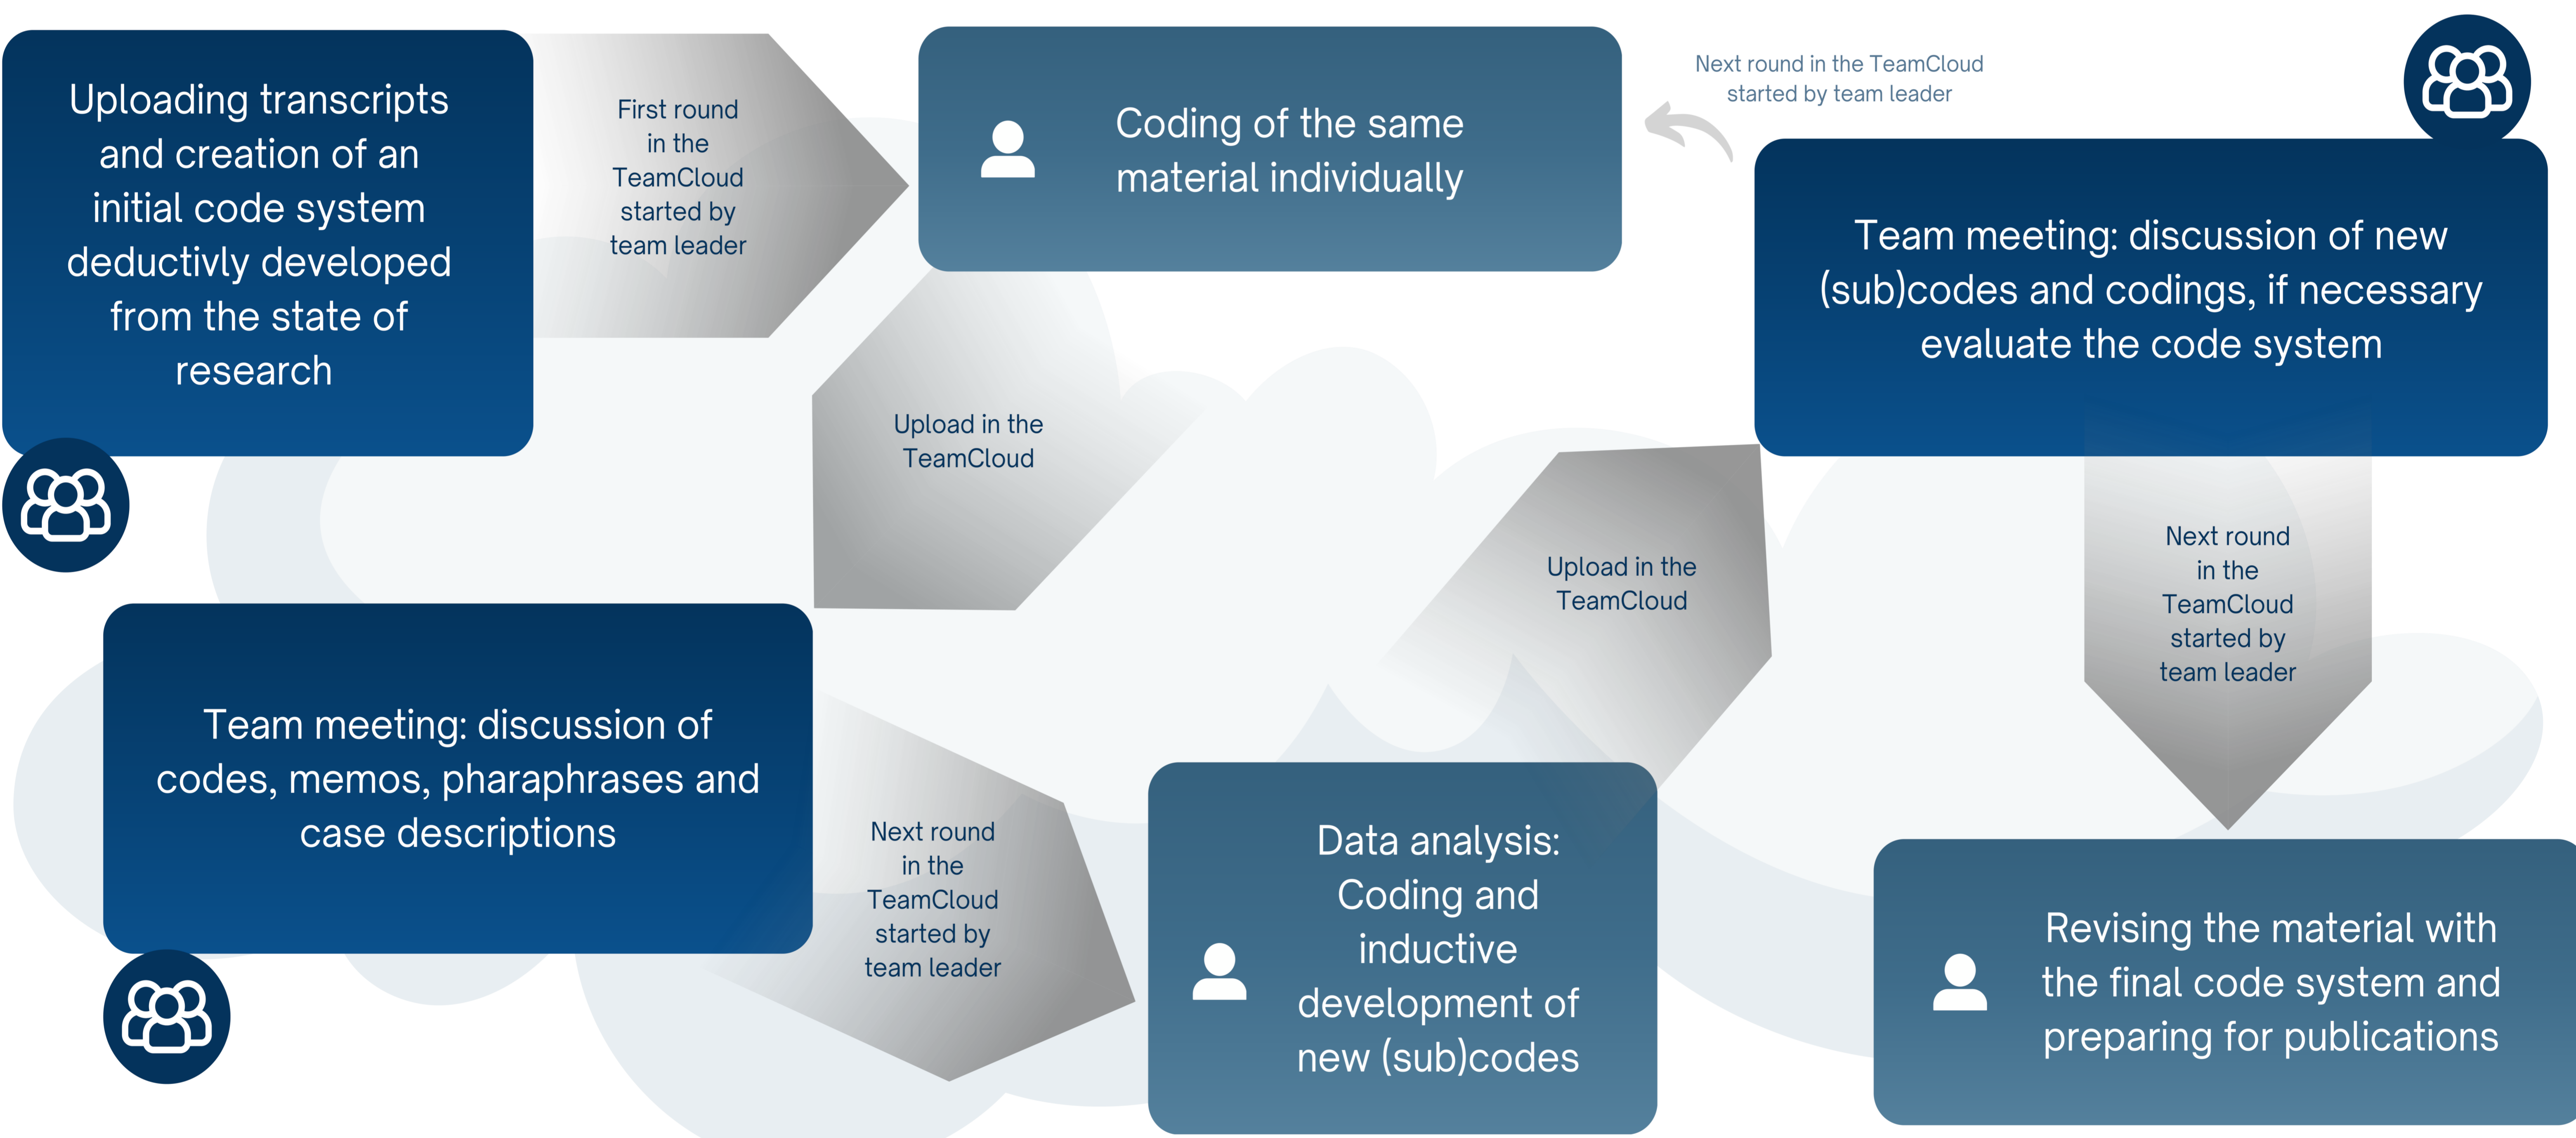 Uploading transcripts
and creation of an
initial code system
deductivly developed
from the state of
research
First round
in the
TeamCloud
started by
team leader
Coding of the same
material individually
Next round in the TeamCloud
started by team leader
Team meeting: discussion of new
(sub)codes and codings, if necessary
evaluate the code system
Upload in the
TeamCloud
Upload in the
TeamCloud
Next round
in the
TeamCloud
started by
team leader
Team meeting: discussion of
codes, memos, pharaphrases and
case descriptions
Next round
in the
TeamCloud
started by
team leader
Data analysis:
Coding and
inductive
development of
new (sub)codes
Revising the material with
the final code system and
preparing for publications